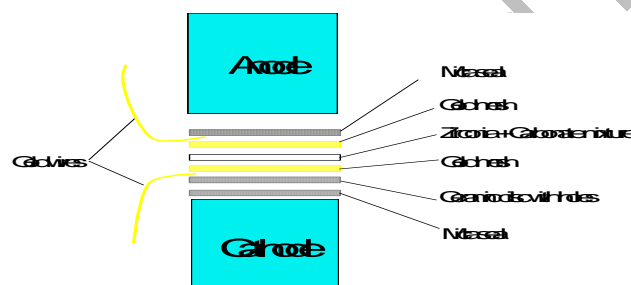 Anode
Gold mesh
Zirconia + Carbonate mixture
Gold wires
Gold mesh
Ceramic disc with holes
Cathode